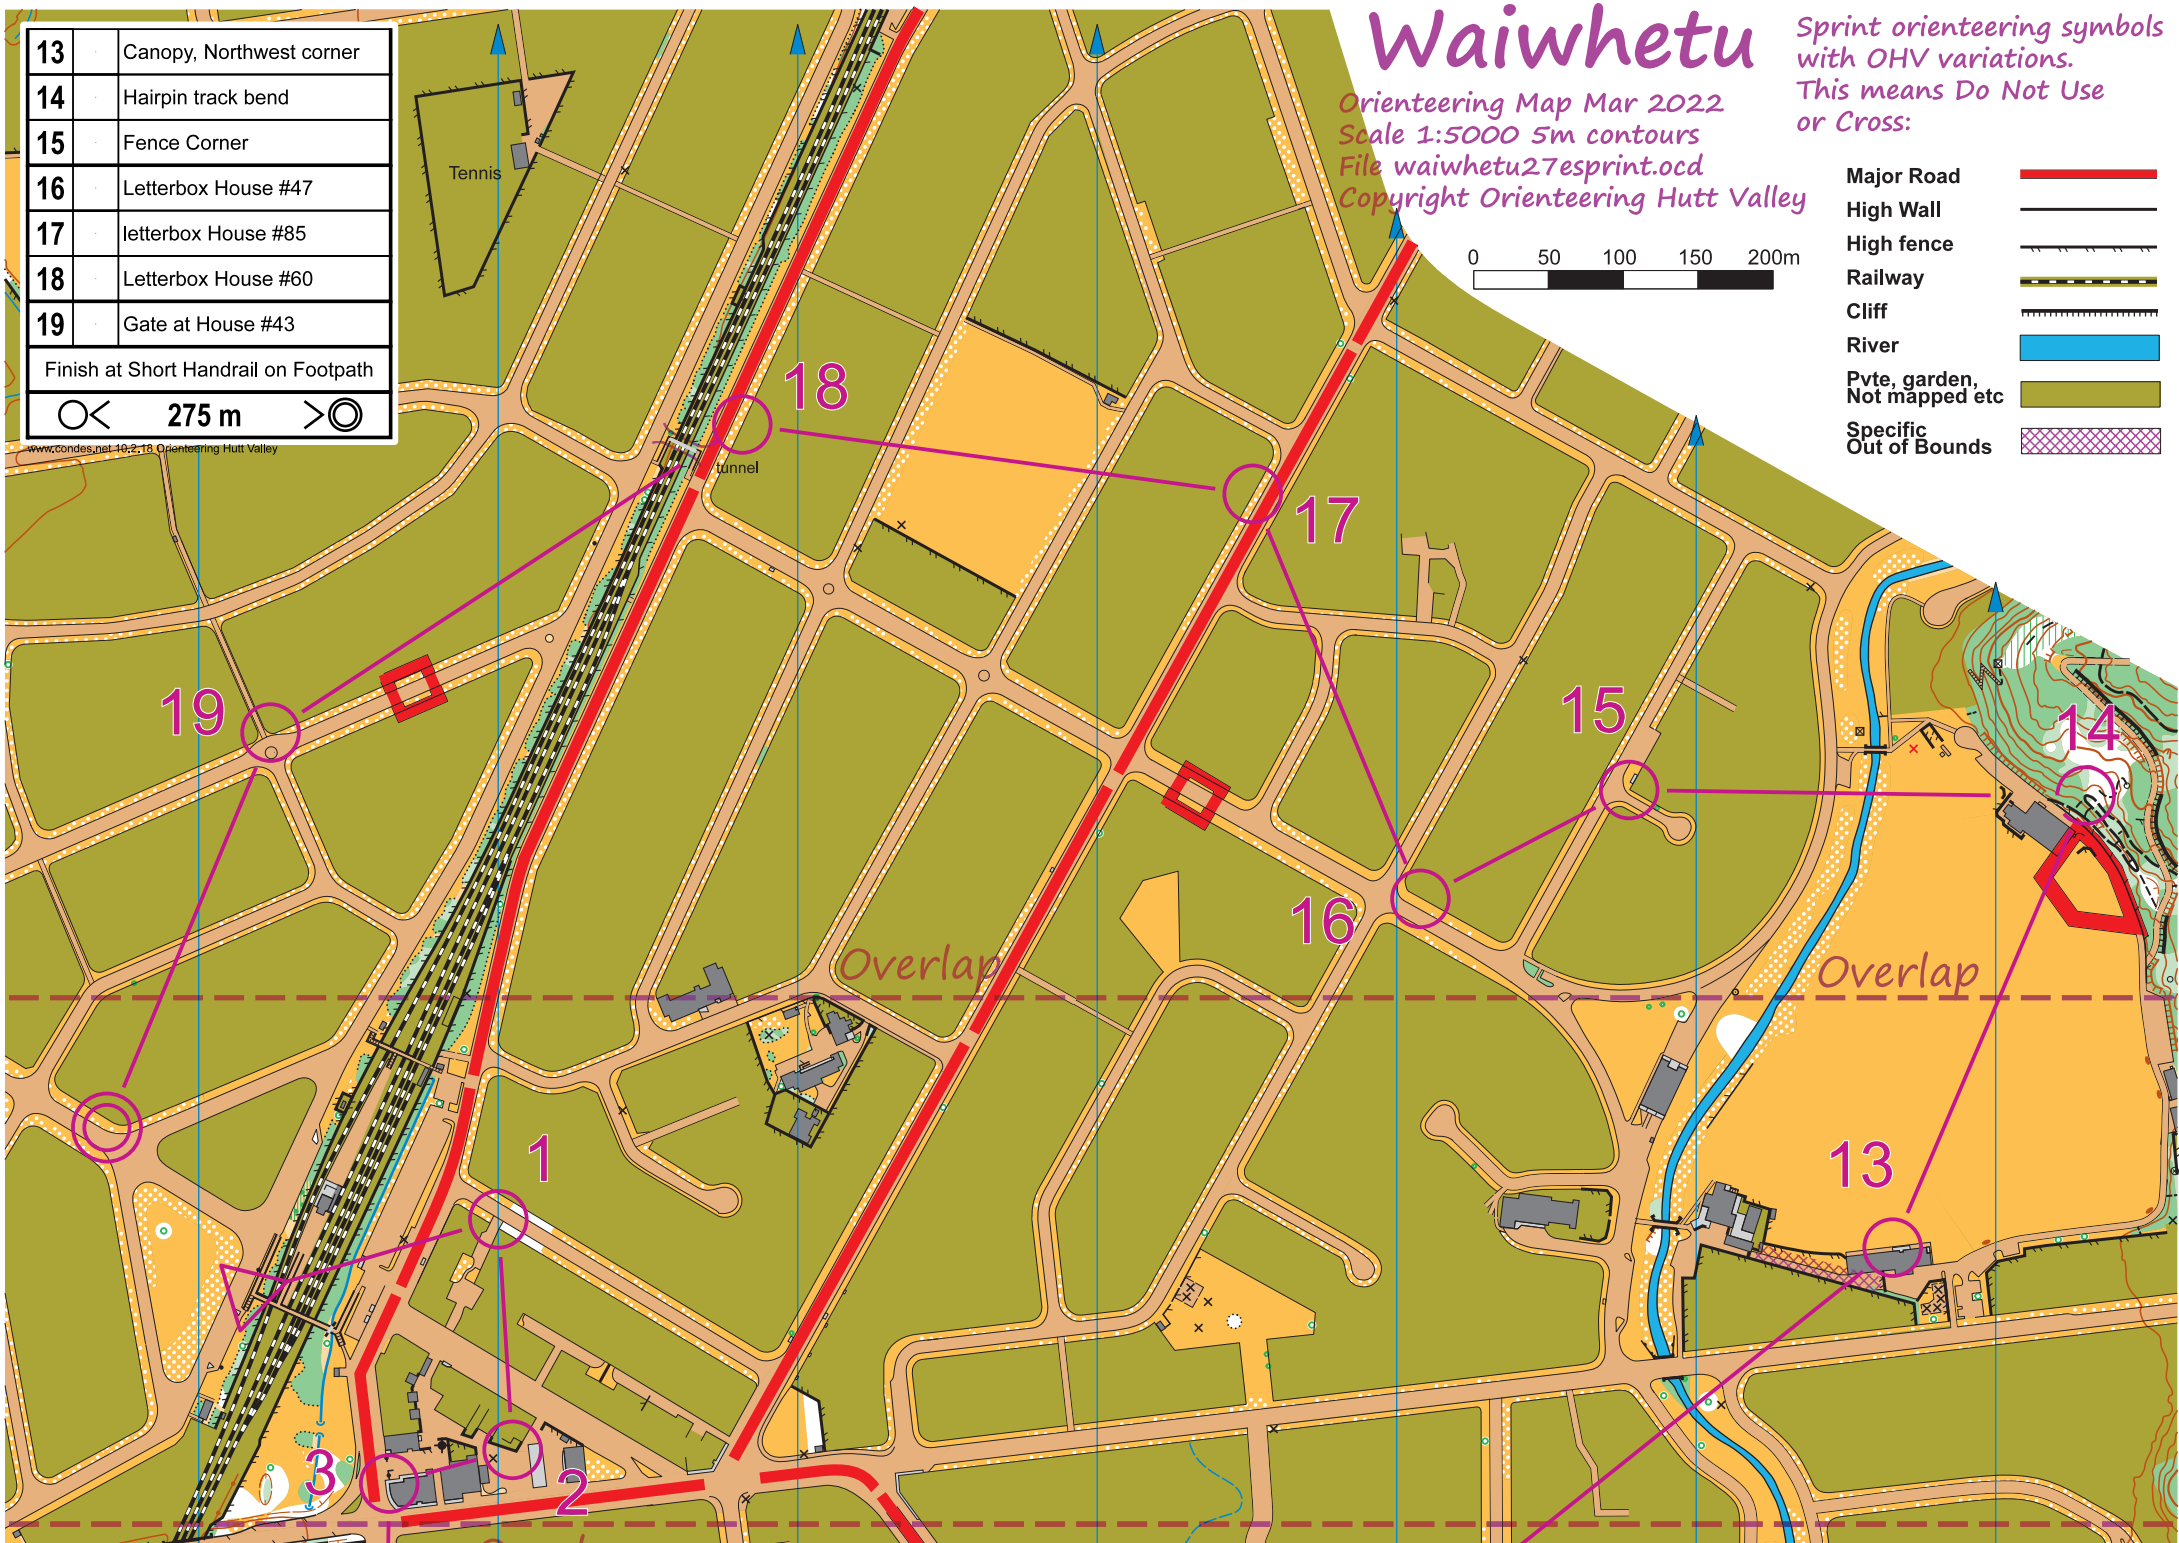 13 Canopy, Northwest corner
14 Hairpin track bend
15 Fence Corner
16 Letterbox House #47
17 letterbox House #85
18 Letterbox House #60
19 Gate at House #43
Finish at Short Handrail on Footpath
275 m
www.condes.net 10.2.18 Orienteering Hutt Valley
Waiwhetu
Orienteering Map Mar 2022
Scale 1:5000 5m contours
File waiwhetu27esprint.ocd
Copyright Orienteering Hutt Valley
0 50 100 150 200m
Sprint orienteering symbols
with OHV variations.
This means Do Not Use
or Cross:
Major Road
High Wall
High fence
Railway
Cliff
River
Pvte, garden,
Not mapped etc
Specific
Out of Bounds
Tennis
18
tunnel
17
19
15
14
16
Overlap
Overlap
1
13
3
2